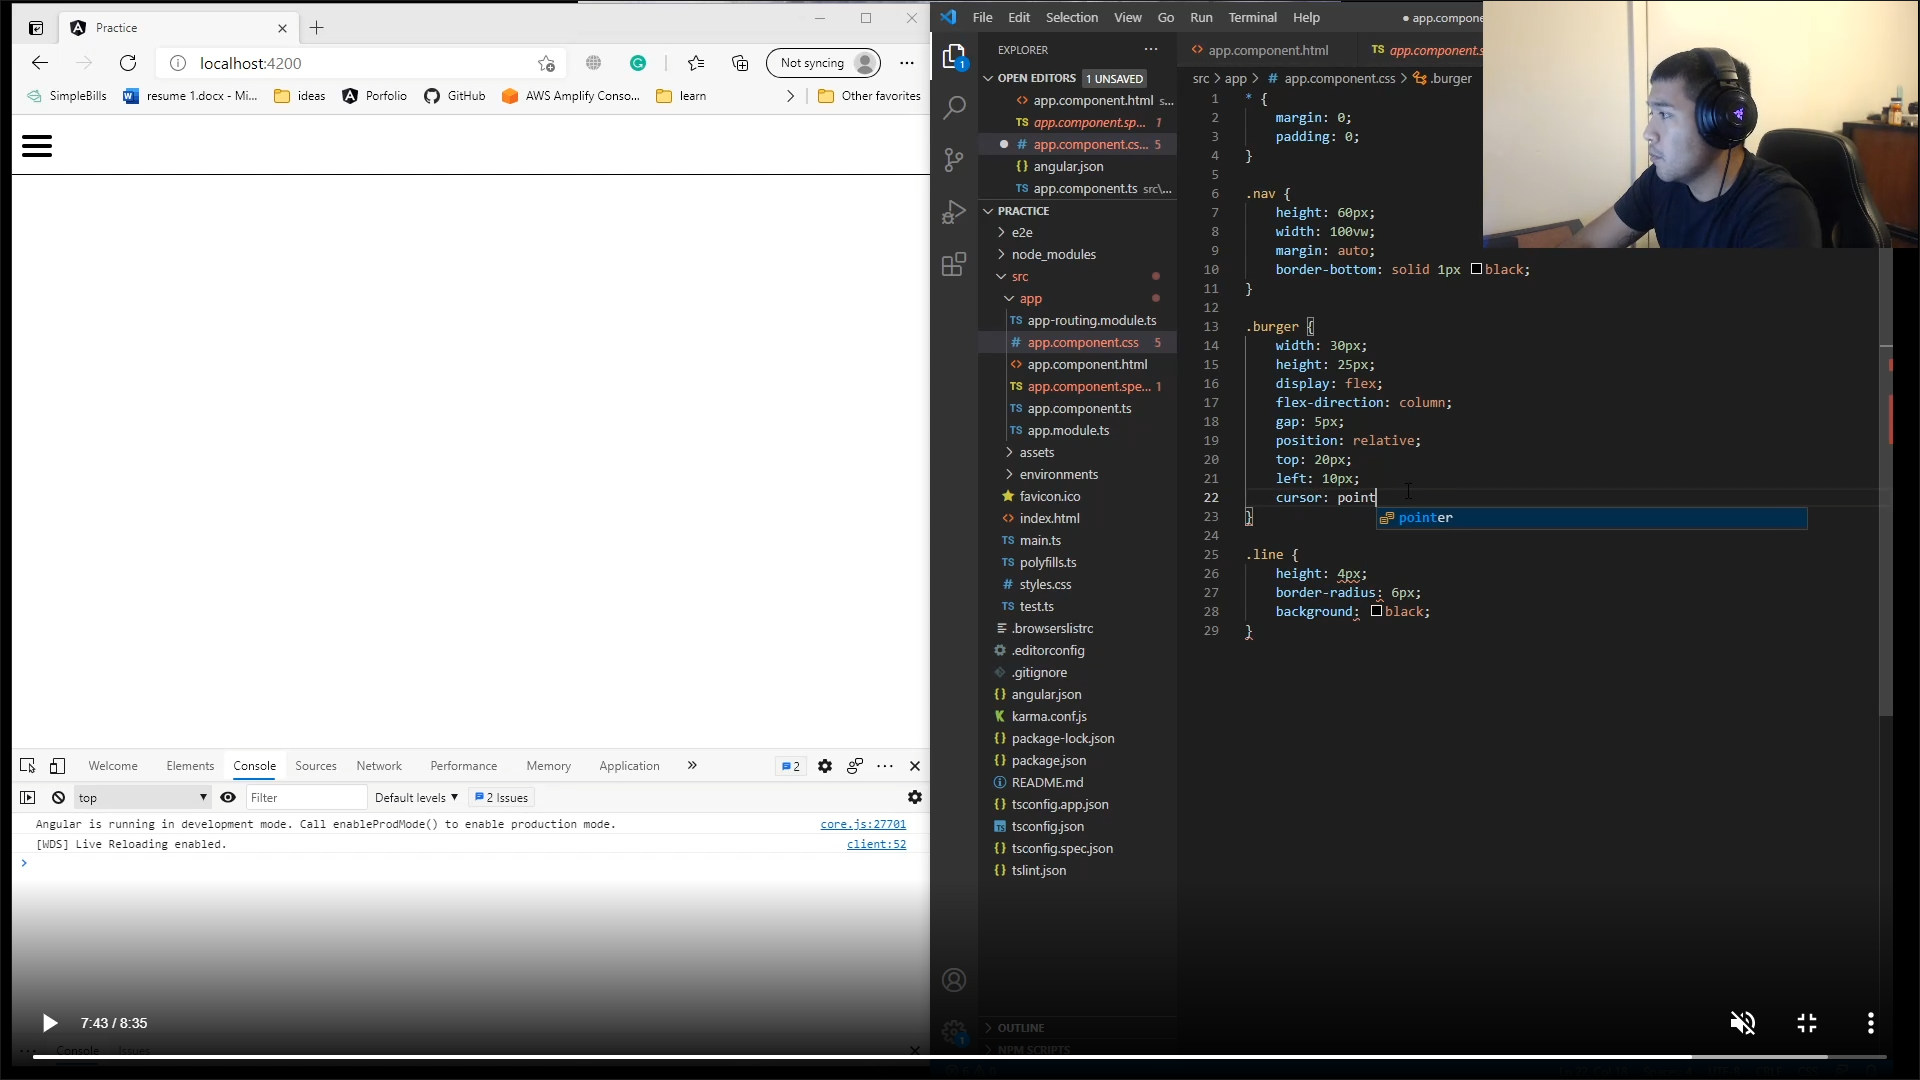 Practice
localhost:4200
Not syncing
SimpleBills
resume 1.docx - Mi...
ideas
Porfolio
GitHub
AWS Amplify Conso...
learn
Other favorites
Welcome
Elements
Console
Sources
Network
Performance
Memory
Application
2
top
Filter
Default levels
2 Issues
Angular is running in development mode. Call enableProdMode() to enable production mode.
core.js:27701
[WDS] Live Reloading enabled.
client:52
7:43 / 8:35
Console
Issues
File Edit Selection View Go Run Terminal Help
app.compone
EXPLORER
OPEN EDITORS 1 UNSAVED
app.component.html s...
TS app.component.sp... 1
# app.component.cs... 5
{} angular.json
TS app.component.ts src\...
PRACTICE
e2e
node_modules
src
app
TS app-routing.module.ts
# app.component.css 5
app.component.html
TS app.component.spe... 1
TS app.component.ts
TS app.module.ts
assets
environments
favicon.ico
index.html
TS main.ts
TS polyfills.ts
# styles.css
TS test.ts
.browserslistrc
.editorconfig
.gitignore
{} angular.json
karma.conf.js
{} package-lock.json
{} package.json
README.md
{} tsconfig.app.json
tsconfig.json
{} tsconfig.spec.json
{} tslint.json
OUTLINE
NPM SCRIPTS
app.component.html
TS app.component.s
src > app > # app.component.css > .burger
1 * {
2 margin: 0;
3 padding: 0;
4 }
5
6 .nav {
7 height: 60px;
8 width: 100vw;
9 margin: auto;
10 border-bottom: solid 1px black;
11 }
12
13 .burger {
14 width: 30px;
15 height: 25px;
16 display: flex;
17 flex-direction: column;
18 gap: 5px;
19 position: relative;
20 top: 20px;
21 left: 10px;
22 cursor: point
pointer
23 }
24
25 .line {
26 height: 4px;
27 border-radius: 6px;
28 background: black;
29 }